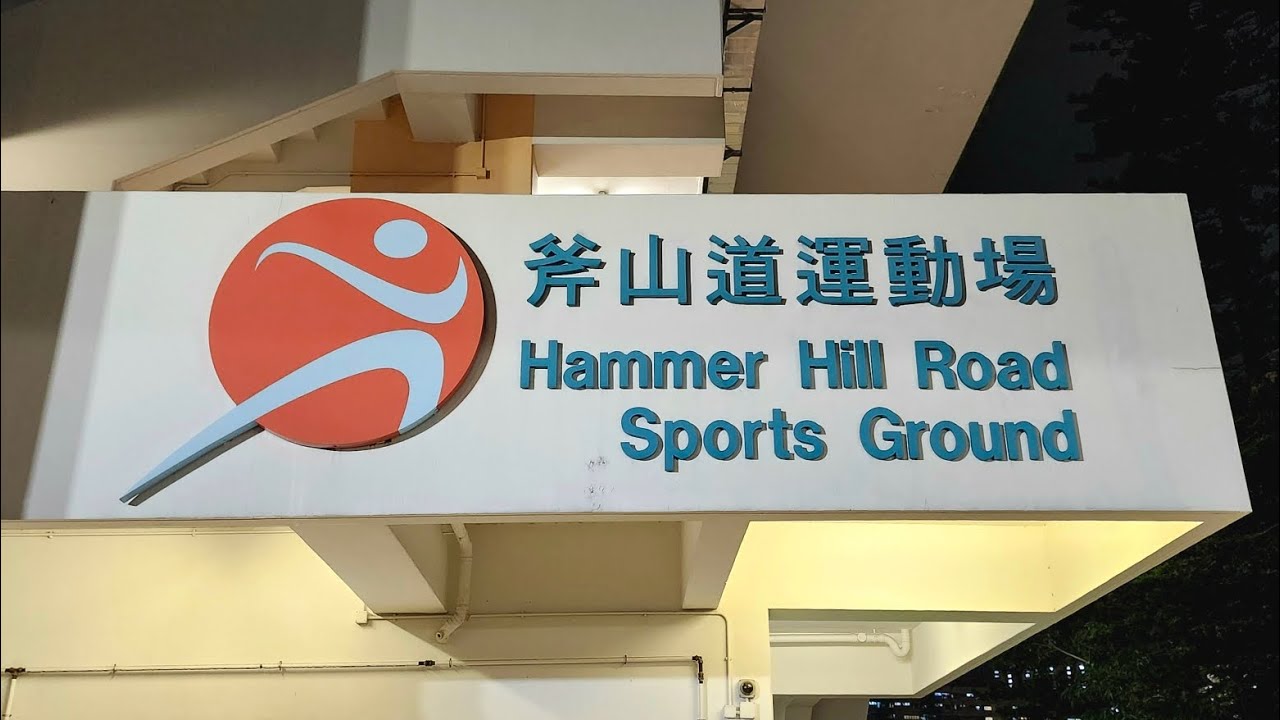 斧山道運動場
Hammer Hill Road
Sports Ground